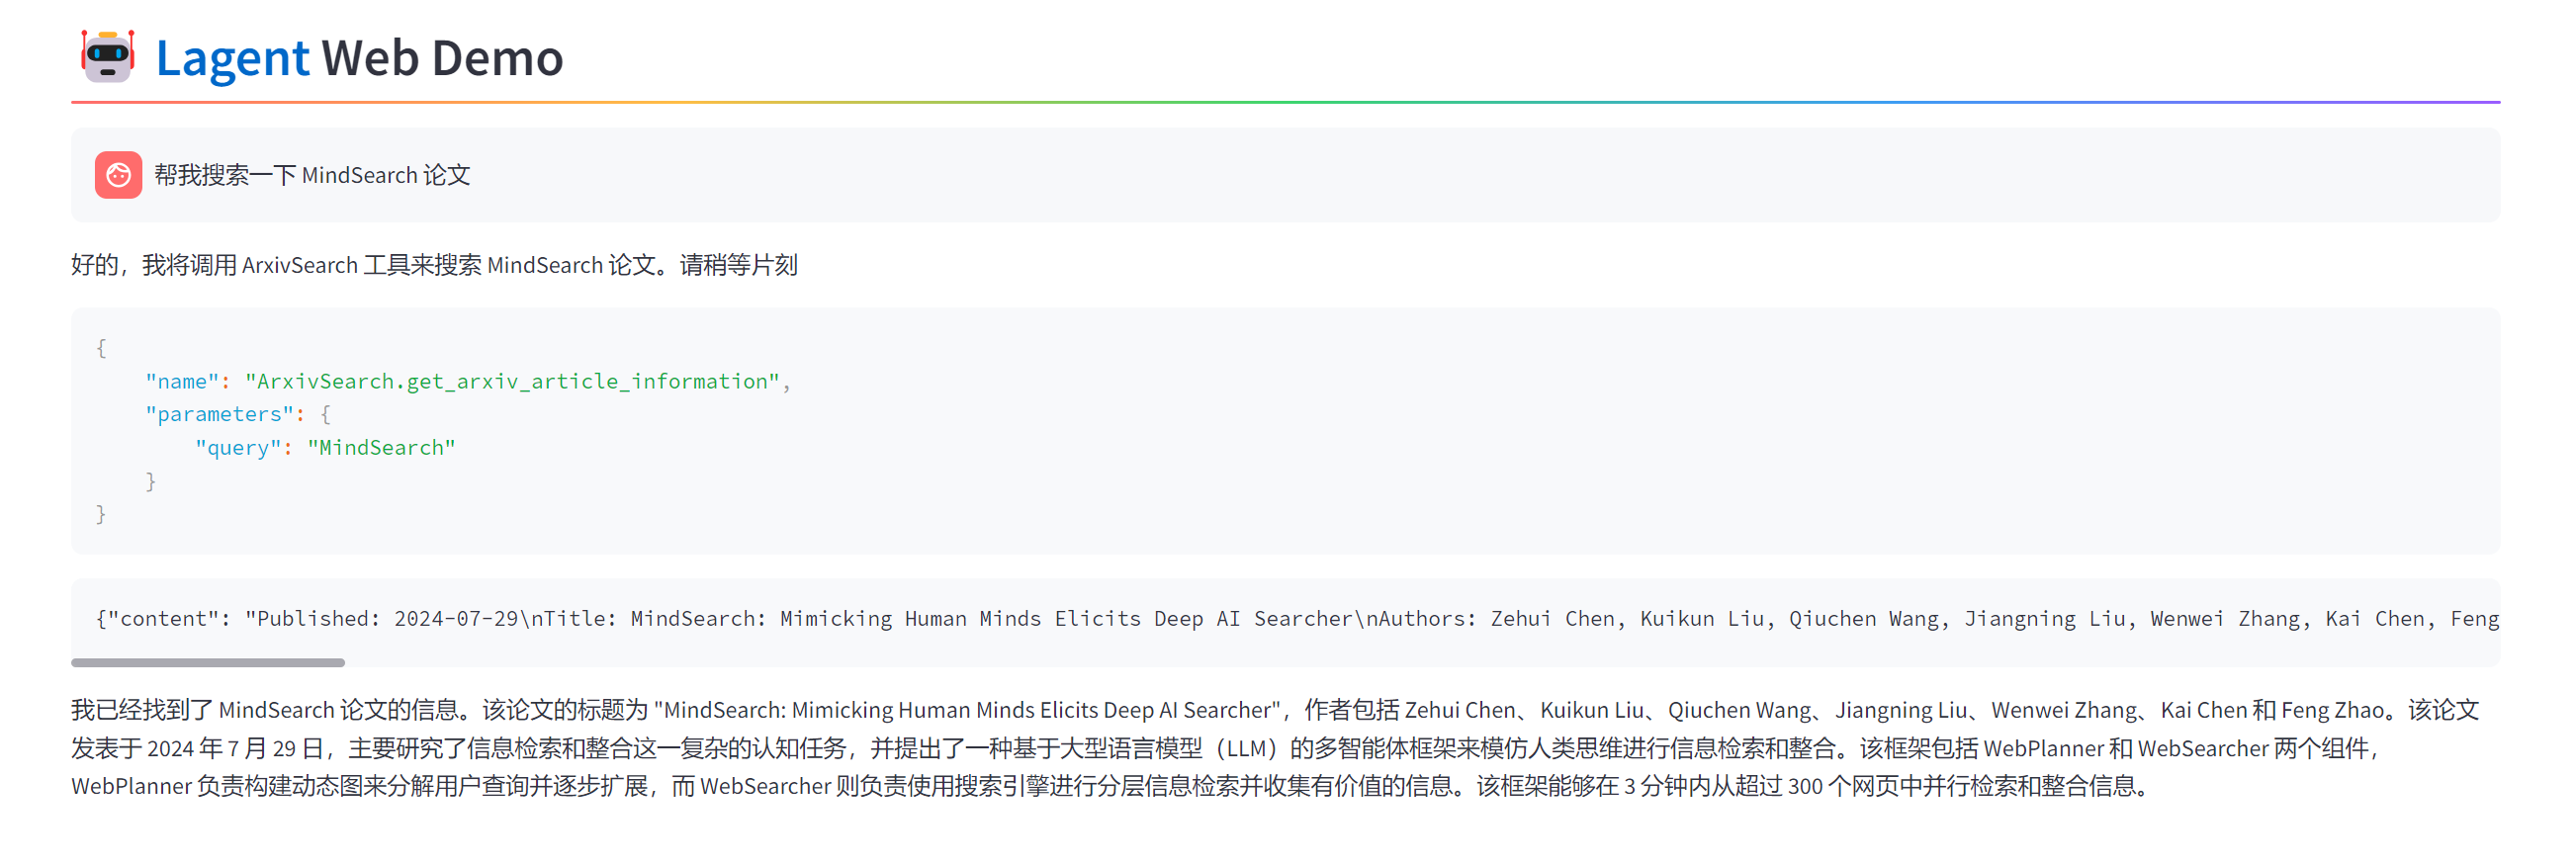 Lagent Web Demo
帮我搜索一下 MindSearch 论文
好的，我将调用 ArxivSearch 工具来搜索 MindSearch 论文。请稍等片刻
{
    "name": "ArxivSearch.get_arxiv_article_information",
    "parameters": {
        "query": "MindSearch"
    }
}
{"content": "Published: 2024-07-29\nTitle: MindSearch: Mimicking Human Minds Elicits Deep AI Searcher\nAuthors: Zehui Chen, Kuikun Liu, Qiuchen Wang, Jiangning Liu, Wenwei Zhang, Kai Chen, Feng
我已经找到了 MindSearch 论文的信息。该论文的标题为 "MindSearch: Mimicking Human Minds Elicits Deep AI Searcher"，作者包括 Zehui Chen、Kuikun Liu、Qiuchen Wang、Jiangning Liu、Wenwei Zhang、Kai Chen 和 Feng Zhao。该论文
发表于 2024 年 7 月 29 日，主要研究了信息检索和整合这一复杂的认知任务，并提出了一种基于大型语言模型（LLM）的多智能体框架来模仿人类思维进行信息检索和整合。该框架包括 WebPlanner 和 WebSearcher 两个组件，
WebPlanner 负责构建动态图来分解用户查询并逐步扩展，而 WebSearcher 则负责使用搜索引擎进行分层信息检索并收集有价值的信息。该框架能够在 3 分钟内从超过 300 个网页中并行检索和整合信息。